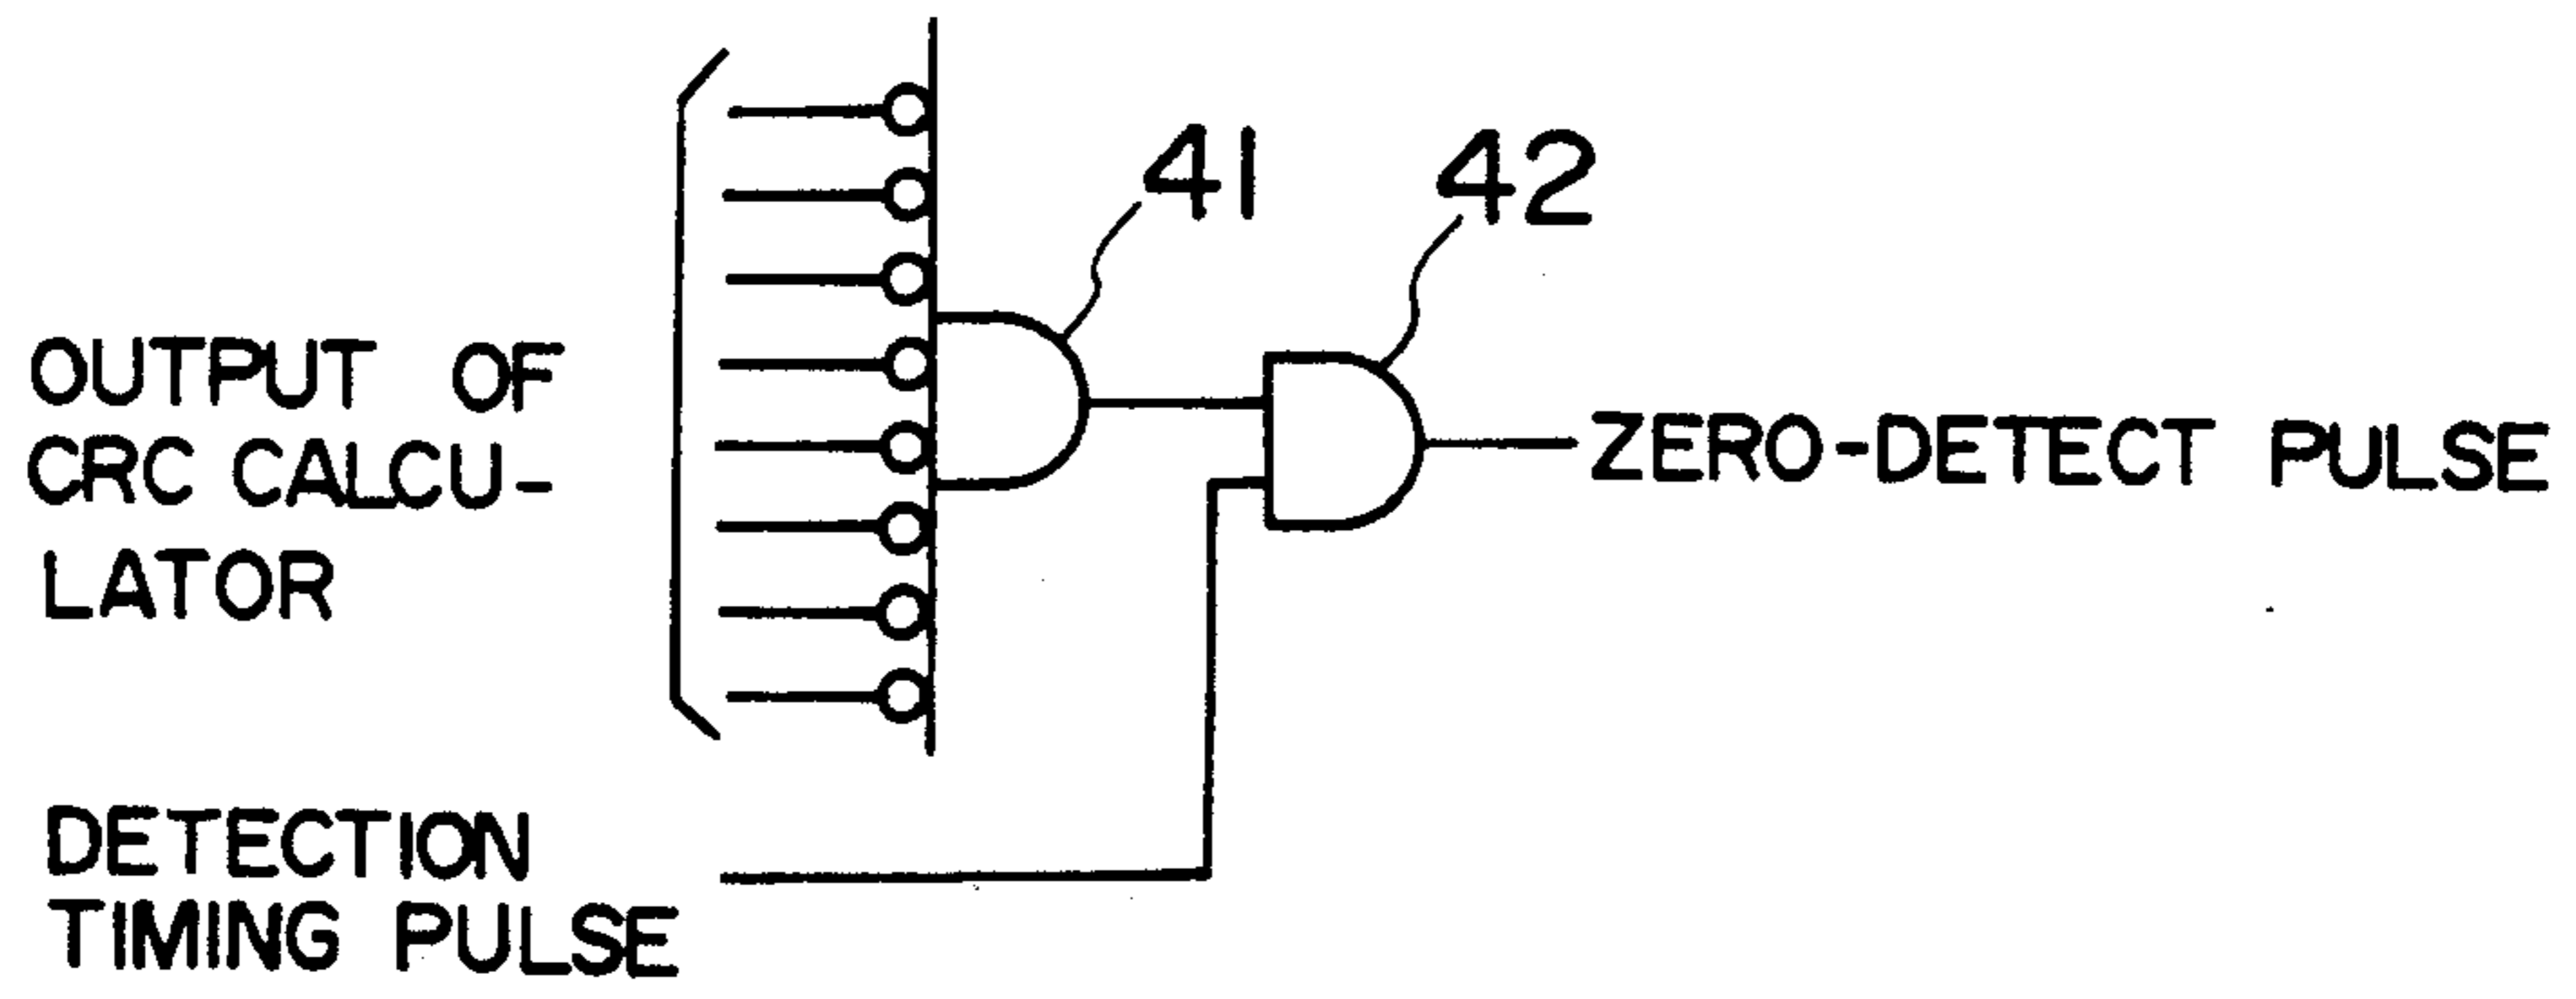 41
42
OUTPUT OF
CRC CALCU-
LATOR
ZERO-DETECT PULSE
DETECTION
TIMING PULSE